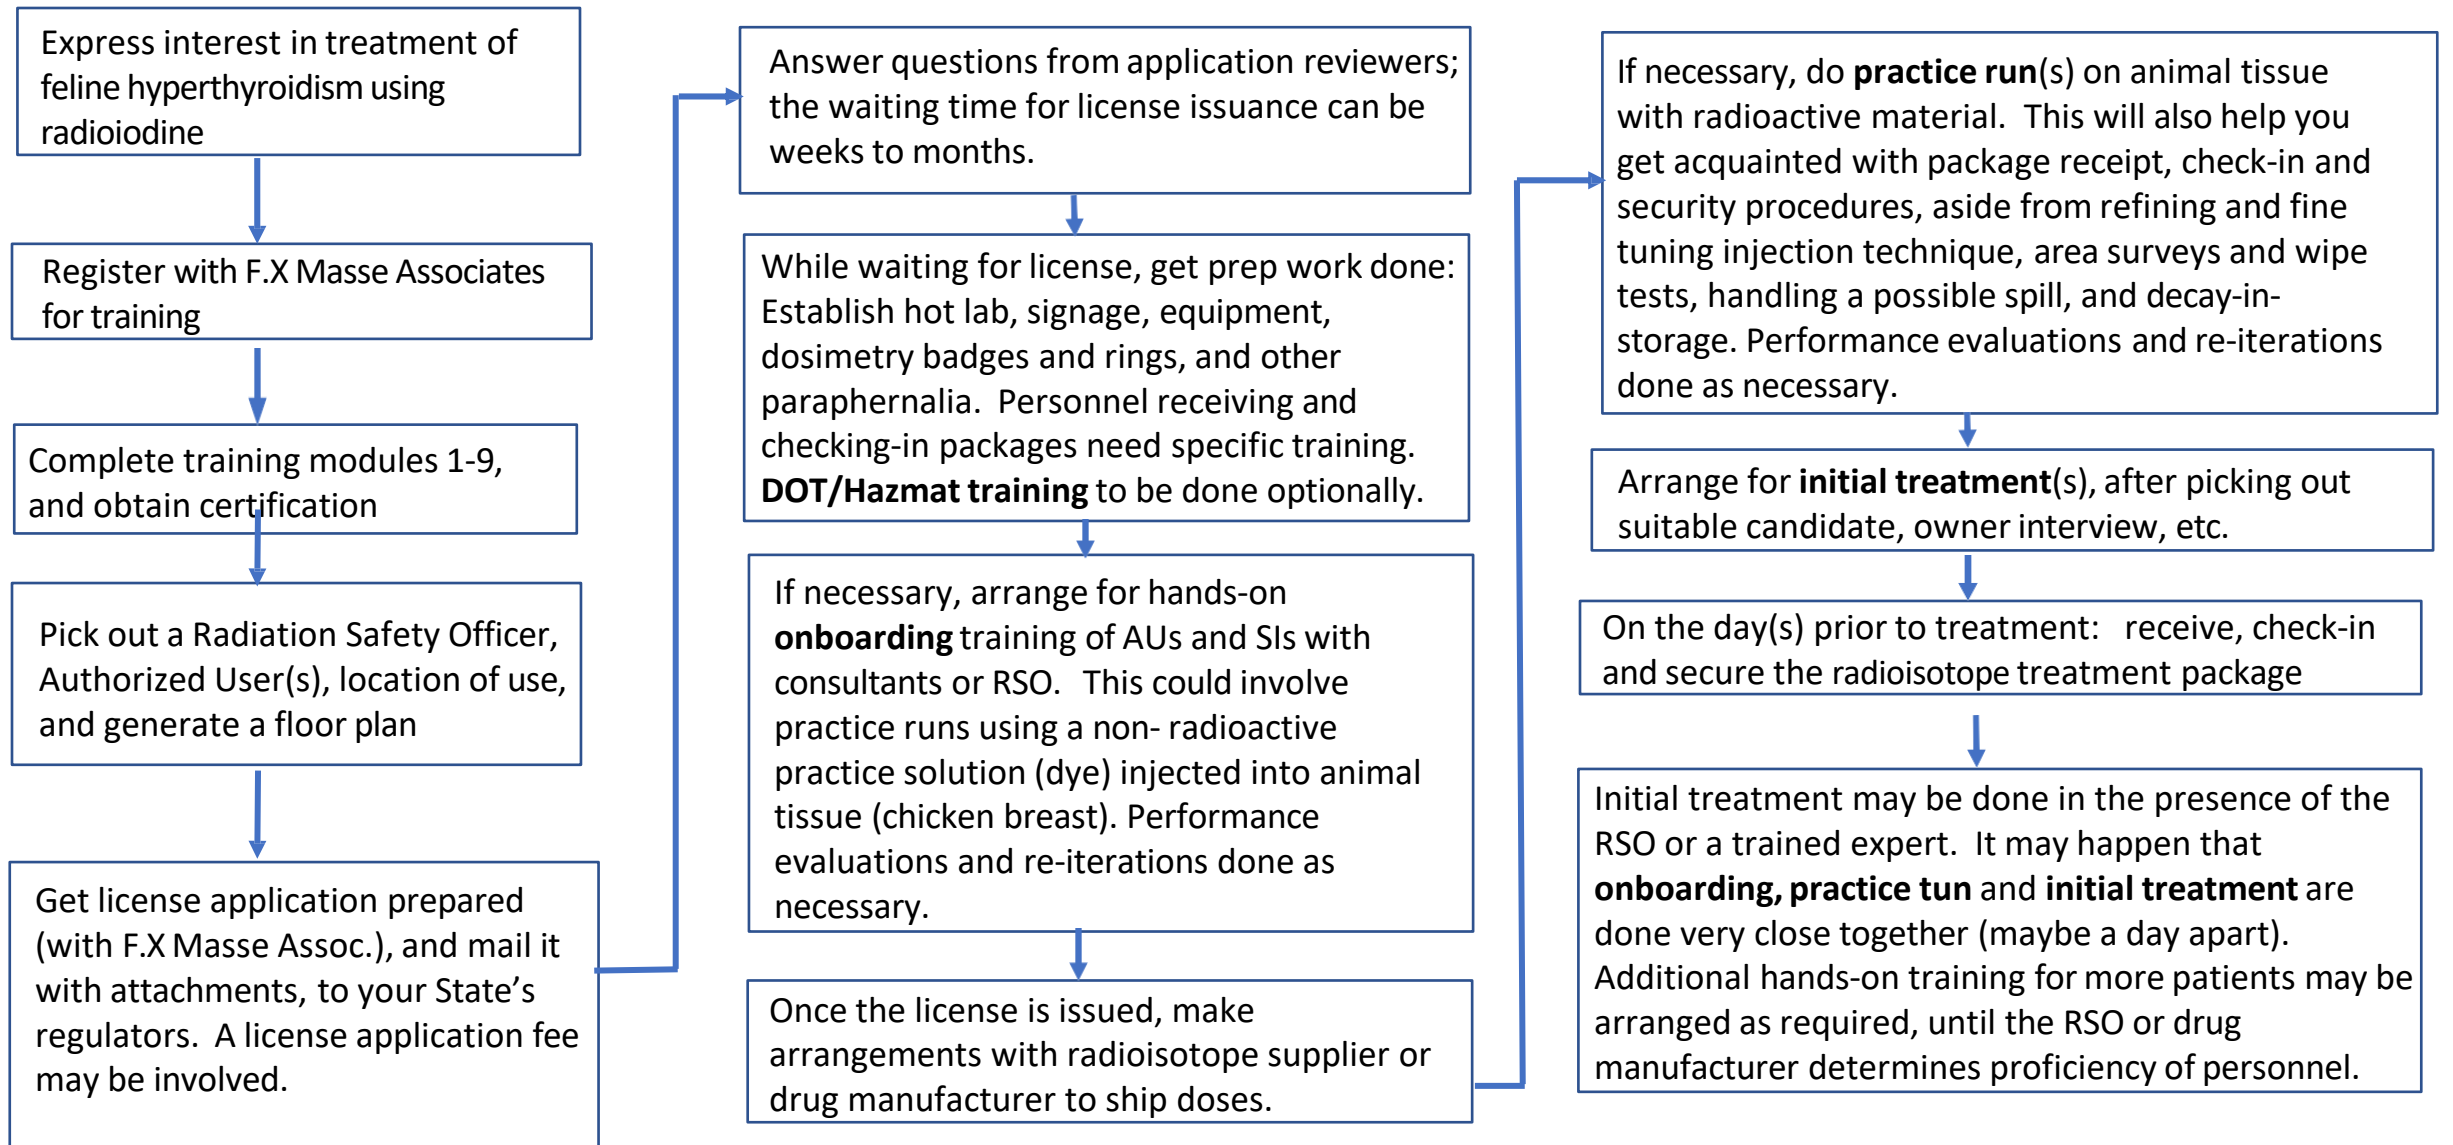 Express interest in treatment of
feline hyperthyroidism using
radioiodine
Register with F.X Masse Associates
for training
Complete training modules 1-9,
and obtain certification
Pick out a Radiation Safety Officer,
Authorized User(s), location of use,
and generate a floor plan
Get license application prepared
(with F.X Masse Assoc.), and mail it
with attachments, to your State’s
regulators. A license application fee
may be involved.
Answer questions from application reviewers;
the waiting time for license issuance can be
weeks to months.
While waiting for license, get prep work done:
Establish hot lab, signage, equipment,
dosimetry badges and rings, and other
paraphernalia. Personnel receiving and
checking-in packages need specific training.
DOT/Hazmat training to be done optionally.
If necessary, arrange for hands-on
onboarding training of AUs and SIs with
consultants or RSO. This could involve
practice runs using a non- radioactive
practice solution (dye) injected into animal
tissue (chicken breast). Performance
evaluations and re-iterations done as
necessary.
Once the license is issued, make
arrangements with radioisotope supplier or
drug manufacturer to ship doses.
If necessary, do practice run(s) on animal tissue
with radioactive material. This will also help you
get acquainted with package receipt, check-in and
security procedures, aside from refining and fine
tuning injection technique, area surveys and wipe
tests, handling a possible spill, and decay-in-
storage. Performance evaluations and re-iterations
done as necessary.
Arrange for initial treatment(s), after picking out
suitable candidate, owner interview, etc.
On the day(s) prior to treatment: receive, check-in
and secure the radioisotope treatment package
Initial treatment may be done in the presence of the
RSO or a trained expert. It may happen that
onboarding, practice tun and initial treatment are
done very close together (maybe a day apart).
Additional hands-on training for more patients may be
arranged as required, until the RSO or drug
manufacturer determines proficiency of personnel.